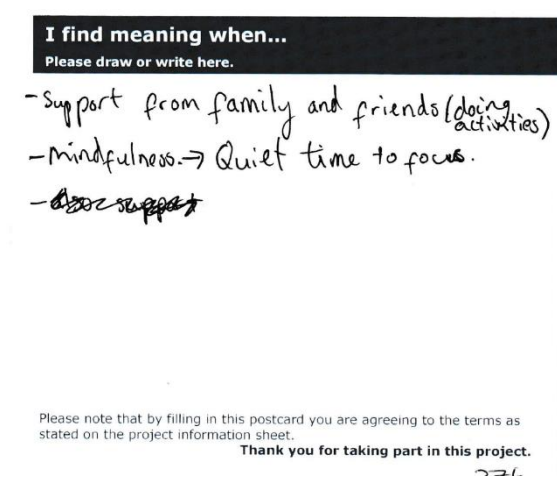 I find meaning when...
Please draw or write here.
- Support from family and friends (doing activities)
- Mindfulness. → Quiet time to focus.
- support
Please note that by filling in this postcard you are agreeing to the terms as
stated on the project information sheet.
Thank you for taking part in this project.